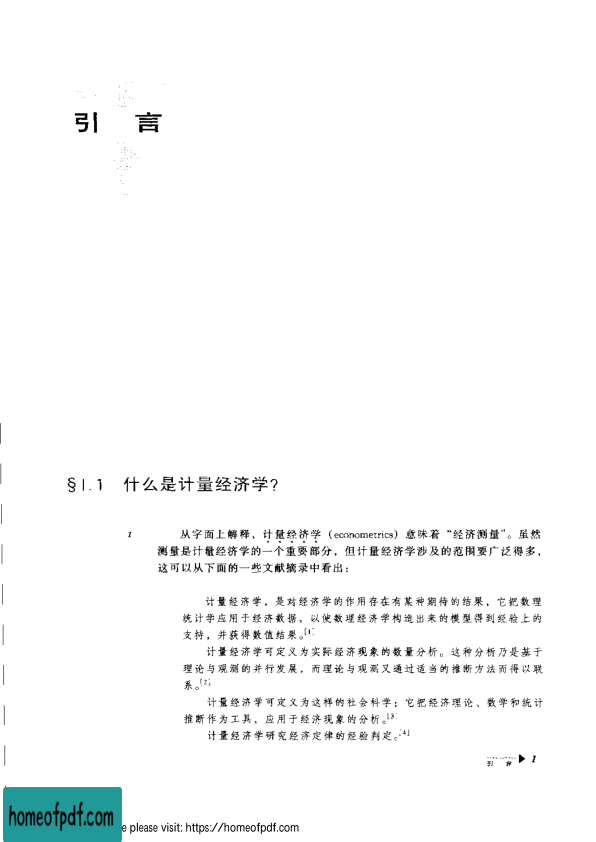 引 言
§1.1 什么是计量经济学?
1 从字面上解释,计量经济学(econometrics)意味着“经济测量”。虽然
测量是计量经济学的一个重要部分,但计量经济学涉及的范围要广泛得多,
这可以从下面的一些文献摘录中看出:
计量经济学,是对经济学的作用存在有某种期待的结果,它把数理
统计学应用于经济数据,以使数理经济学构造出来的模型得到经验上的
支持,并获得数值结果。[1]
计量经济学可定义为实际经济现象的数量分析。这种分析乃是基于
理论与观测的并行发展,而理论与观测又通过适当的推断方法而得以联
系。[2]
计量经济学可定义为这样的社会科学:它把经济理论、数学和统计
推断作为工具,应用于经济现象的分析。[3]
计量经济学研究经济定律的经验判定。[4]
引 言 ▶ 1
homeofpdf.com
e please visit: https://homeofpdf.com